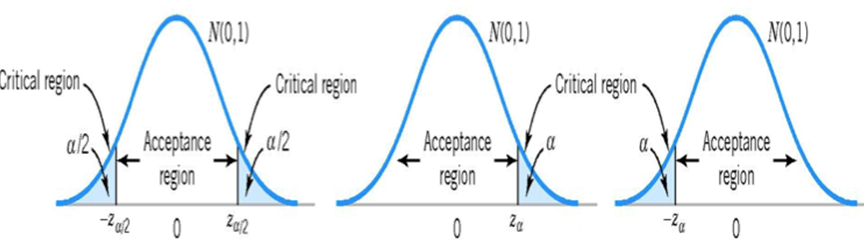 N(0,1)
Critical region
Critical region
α/2
Acceptance
region
α/2
−zα/2
0
zα/2
N(0,1)
Critical region
Acceptance
region
α
0
zα
N(0,1)
α
Acceptance
region
−zα
0